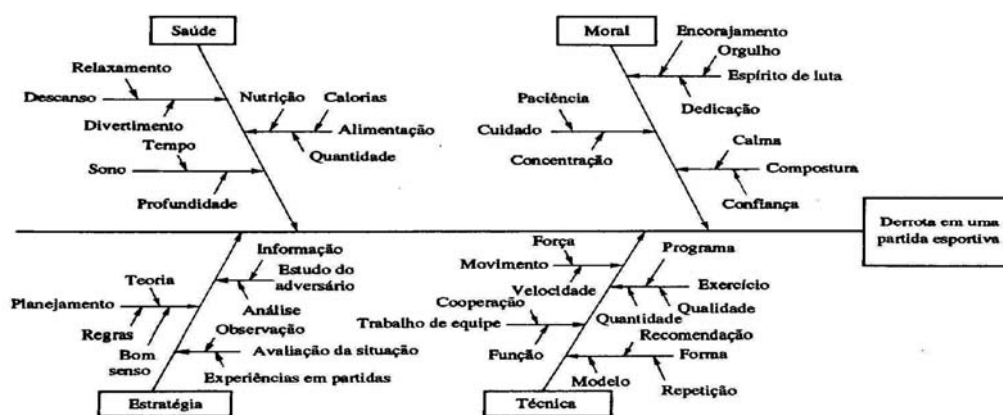 Saúde
Relaxamento
Descanso
Divertimento
Nutrição
Calorias
Alimentação
Quantidade
Tempo
Sono
Profundidade
Moral
Encorajamento
Orgulho
Espírito de luta
Dedicação
Paciência
Cuidado
Concentração
Calma
Compostura
Confiança
Derrota em uma
partida esportiva
Informação
Estudo do
adversário
Análise
Teoria
Planejamento
Regras
Bom
senso
Observação
Avaliação da situação
Experiências em partidas
Estratégia
Força
Movimento
Velocidade
Programa
Exercício
Qualidade
Quantidade
Cooperação
Trabalho de equipe
Função
Recomendação
Forma
Modelo
Repetição
Técnica